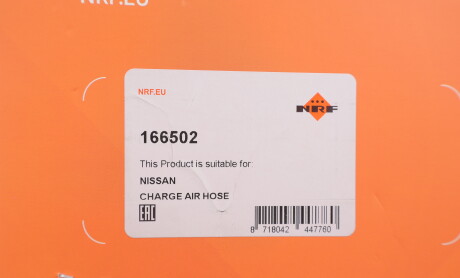 NRF.EU
NRF.EU
NRF
166502
This Product is suitable for:
NISSAN
CHARGE AIR HOSE
EAC
8 718042 447760